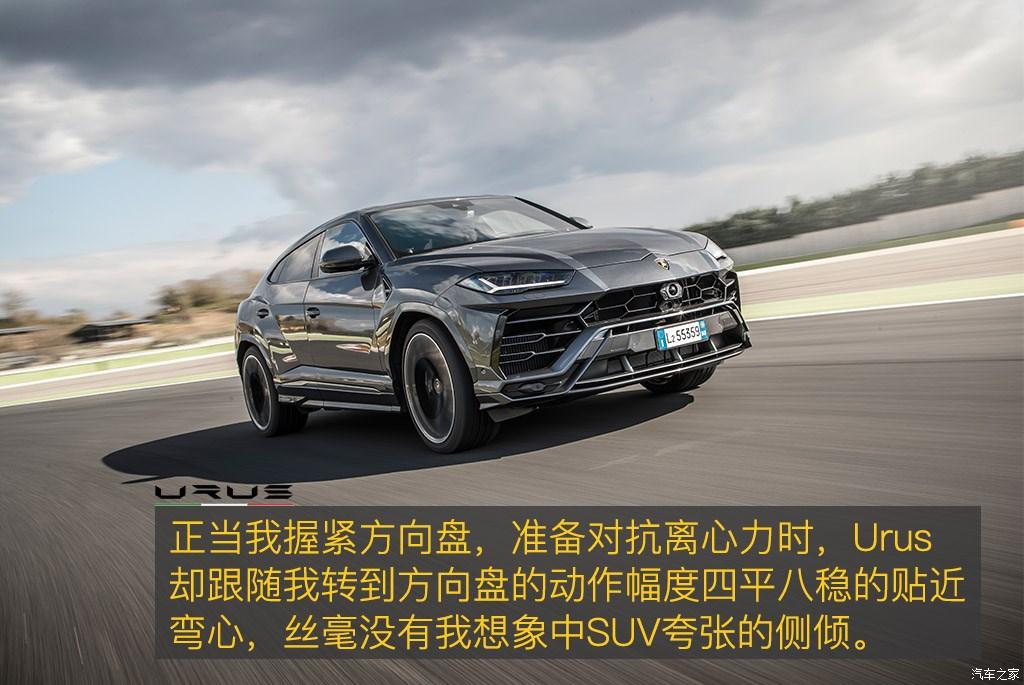 L2 55359
URUS
正当我握紧方向盘，准备对抗离心力时，Urus
却跟随我转到方向盘的动作幅度四平八稳的贴近
弯心，丝毫没有我想象中SUV夸张的侧倾。
汽车之家